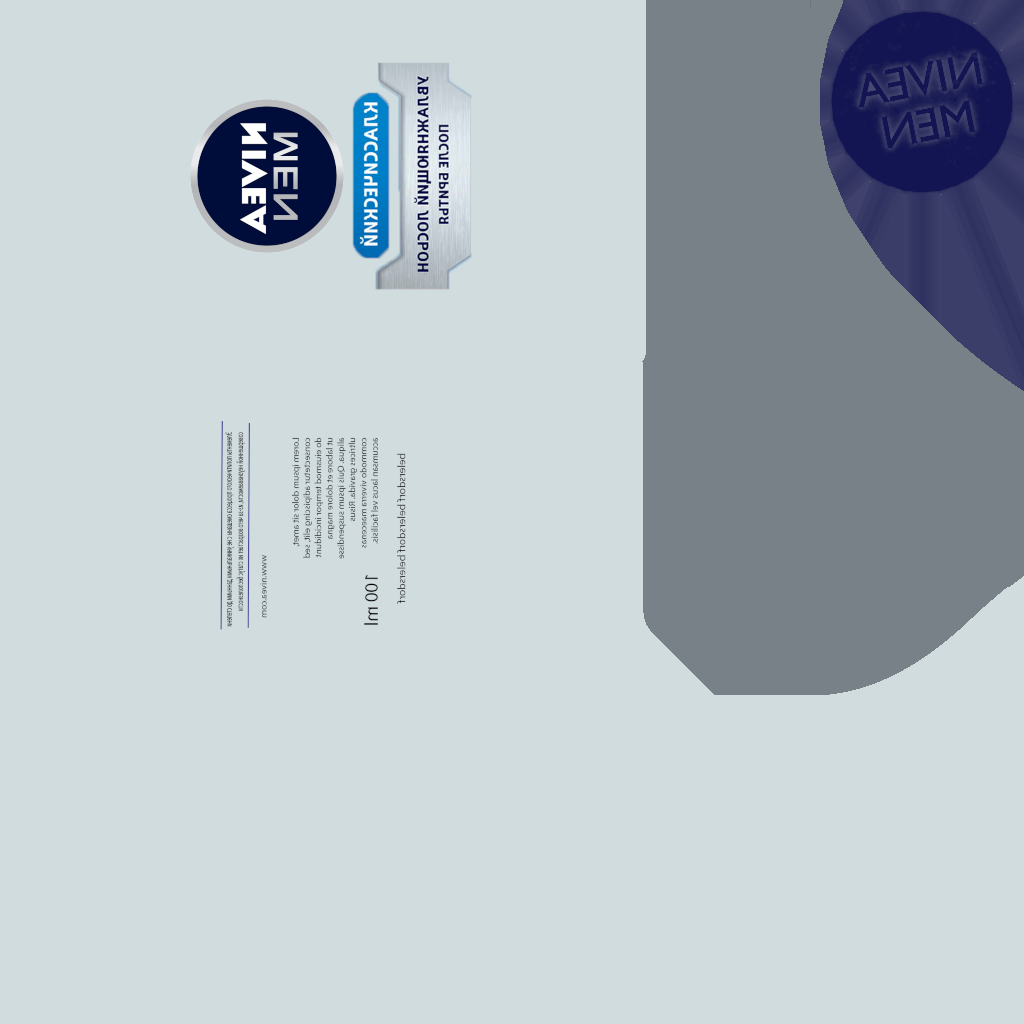 NIVEA
MEN
КЛАССИЧЕСКИЙ
УВЛАЖНЯЮЩИЙ ЛОСЬОН
ПОСЛЕ БРИТЬЯ
www.nivea.com
Lorem ipsum dolor sit amet,
consectetur adipiscing elit, sed
do eiusmod tempor incididunt
ut labore et dolore magna
aliqua. Quis ipsum suspendisse
ultrices gravida. Risus
commodo viverra maecenas
accumsan lacus vel facilisis
100 ml
Beiersdorf Beiersdorf
NIVEA
MEN